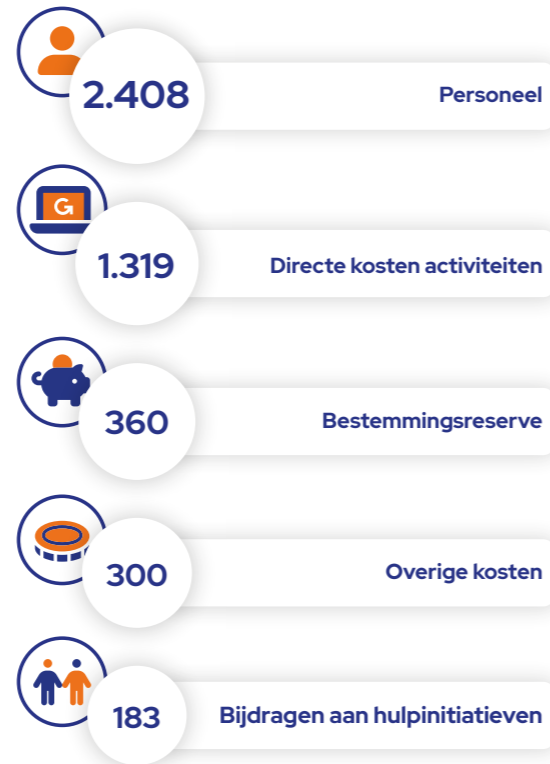 2.408
Personeel
G
1.319
Directe kosten activiteiten
360
Bestemmingsreserve
300
Overige kosten
183
Bijdragen aan hulpinitiatieven